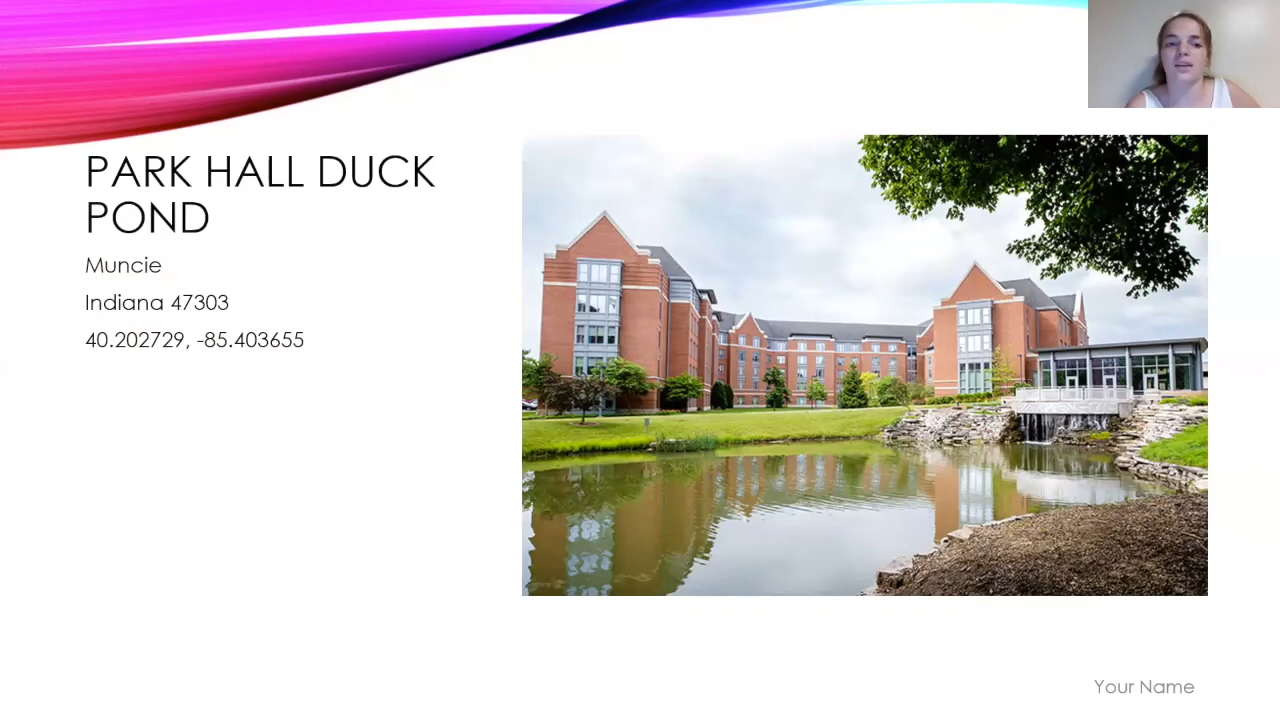 PARK HALL DUCK
POND
Muncie
Indiana 47303
40.202729, -85.403655
Your Name